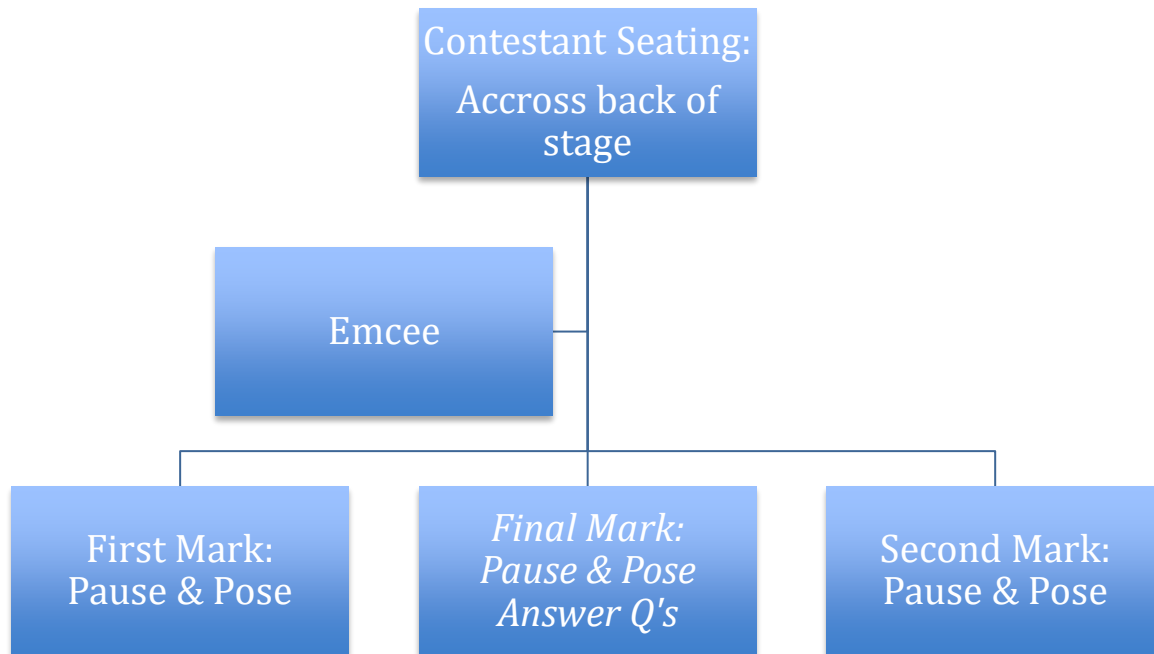 Contestant Seating:
Accross back of
stage
Emcee
First Mark:
Pause & Pose
Final Mark:
Pause & Pose
Answer Q's
Second Mark:
Pause & Pose